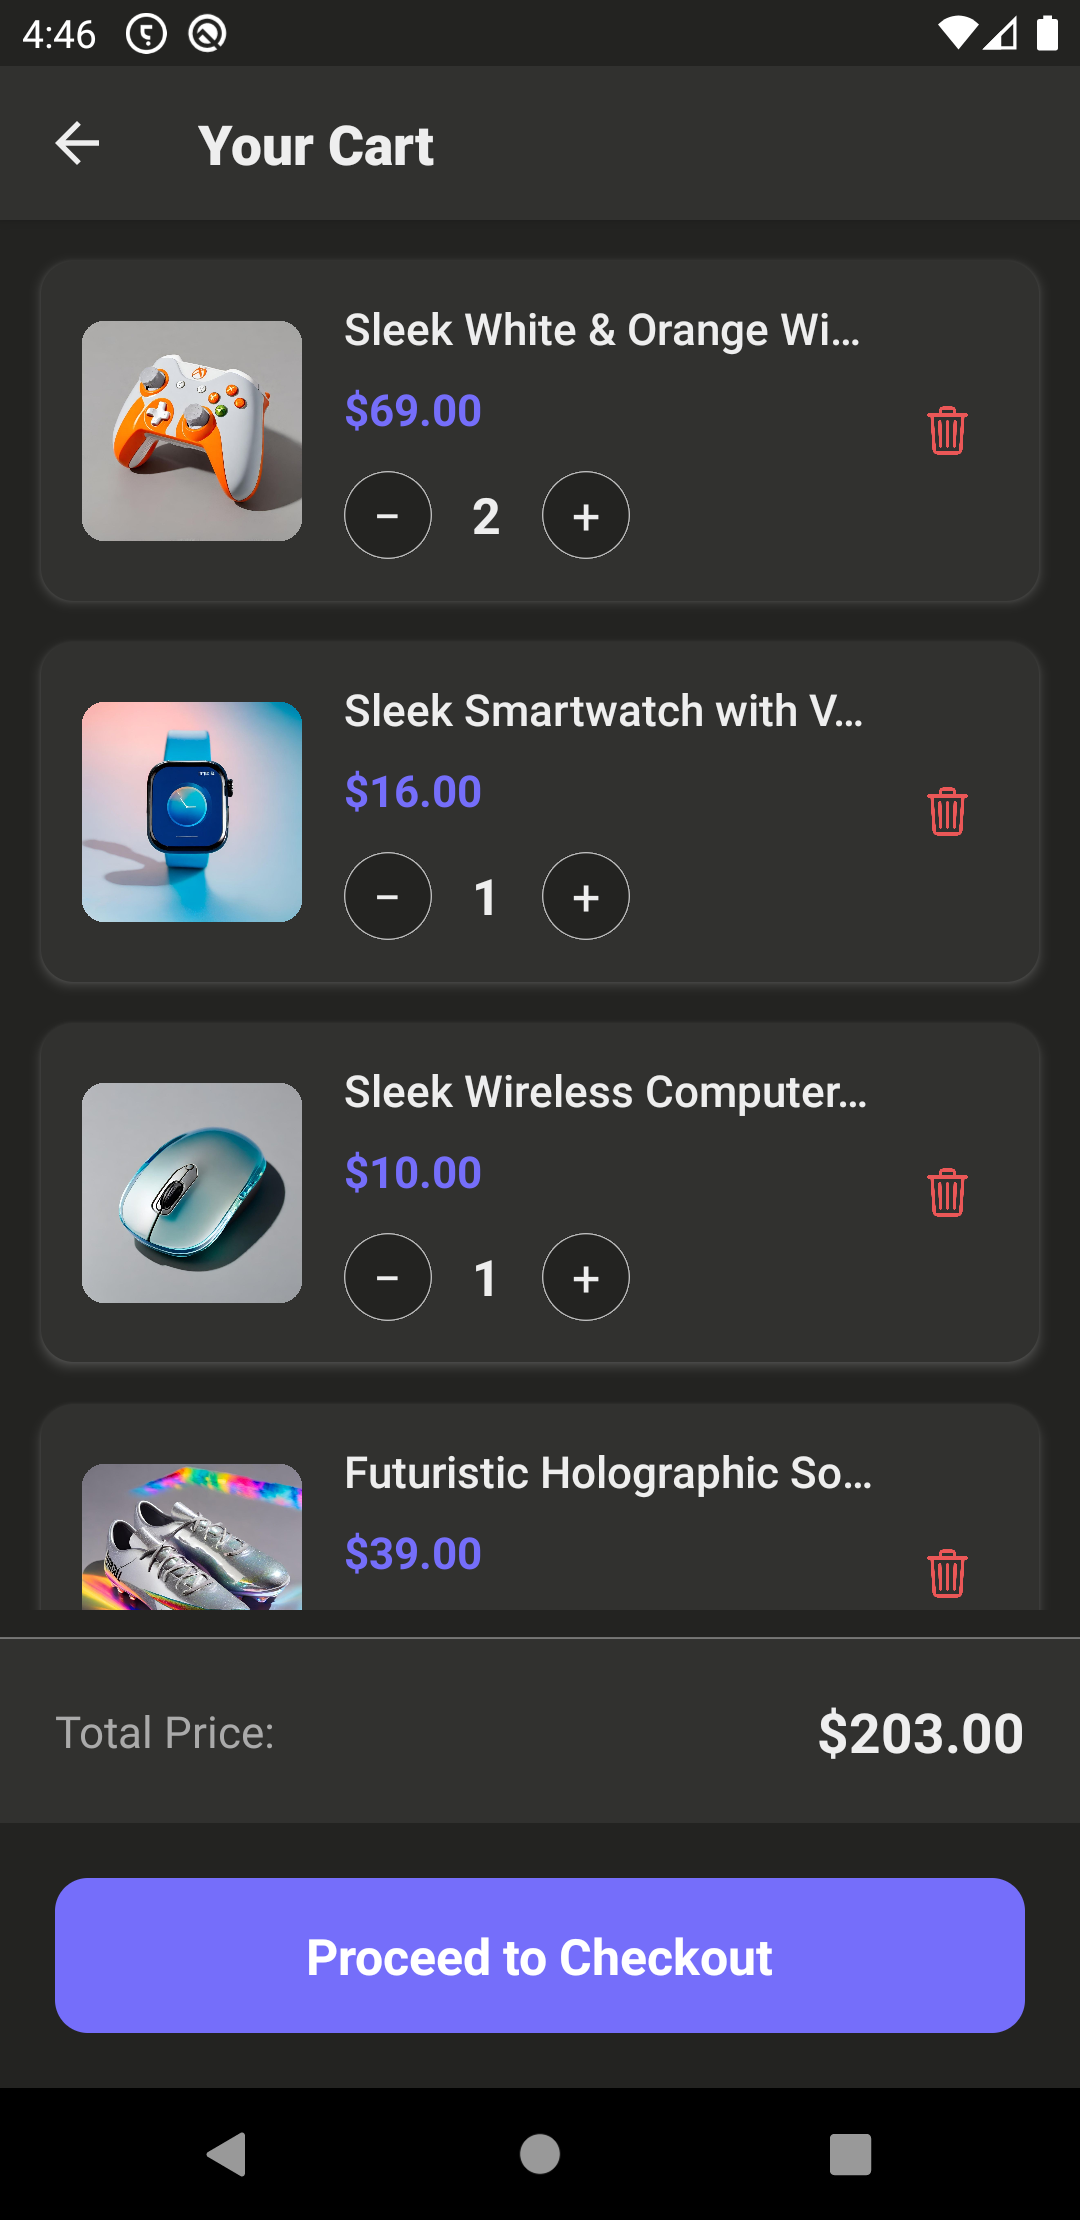 4:46
Your Cart
Sleek White & Orange Wi...
$69.00
− 2 +
Sleek Smartwatch with V...
$16.00
− 1 +
Sleek Wireless Computer...
$10.00
− 1 +
Futuristic Holographic So...
$39.00
Total Price: $203.00
Proceed to Checkout